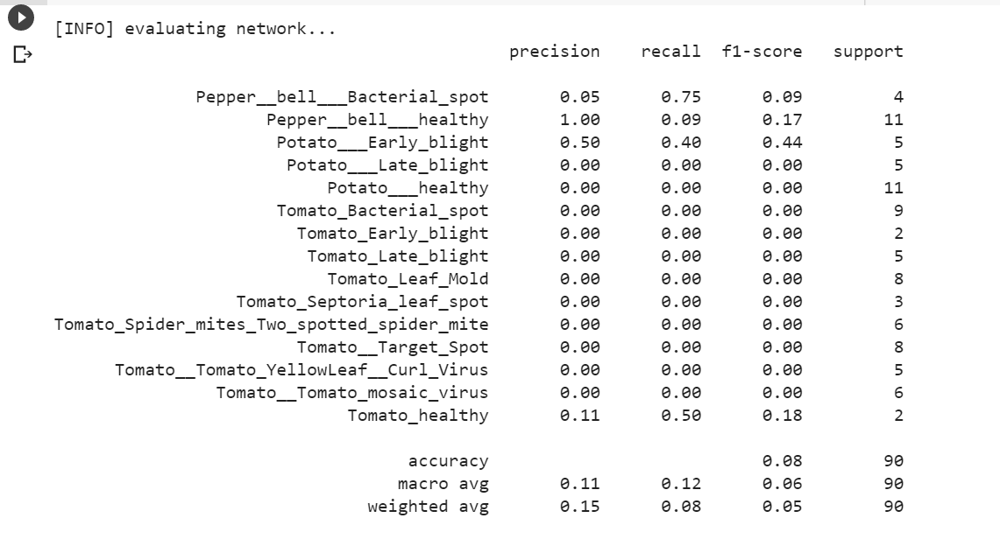 [INFO] evaluating network...
precision recall f1-score support
Pepper__bell___Bacterial_spot 0.05 0.75 0.09 4
Pepper__bell___healthy 1.00 0.09 0.17 11
Potato___Early_blight 0.50 0.40 0.44 5
Potato___Late_blight 0.00 0.00 0.00 5
Potato___healthy 0.00 0.00 0.00 11
Tomato_Bacterial_spot 0.00 0.00 0.00 9
Tomato_Early_blight 0.00 0.00 0.00 2
Tomato_Late_blight 0.00 0.00 0.00 5
Tomato_Leaf_Mold 0.00 0.00 0.00 8
Tomato_Septoria_leaf_spot 0.00 0.00 0.00 3
Tomato_Spider_mites_Two_spotted_spider_mite 0.00 0.00 0.00 6
Tomato__Target_Spot 0.00 0.00 0.00 8
Tomato__Tomato_YellowLeaf__Curl_Virus 0.00 0.00 0.00 5
Tomato__Tomato_mosaic_virus 0.00 0.00 0.00 6
Tomato_healthy 0.11 0.50 0.18 2
accuracy 0.08 90
macro avg 0.11 0.12 0.06 90
weighted avg 0.15 0.08 0.05 90